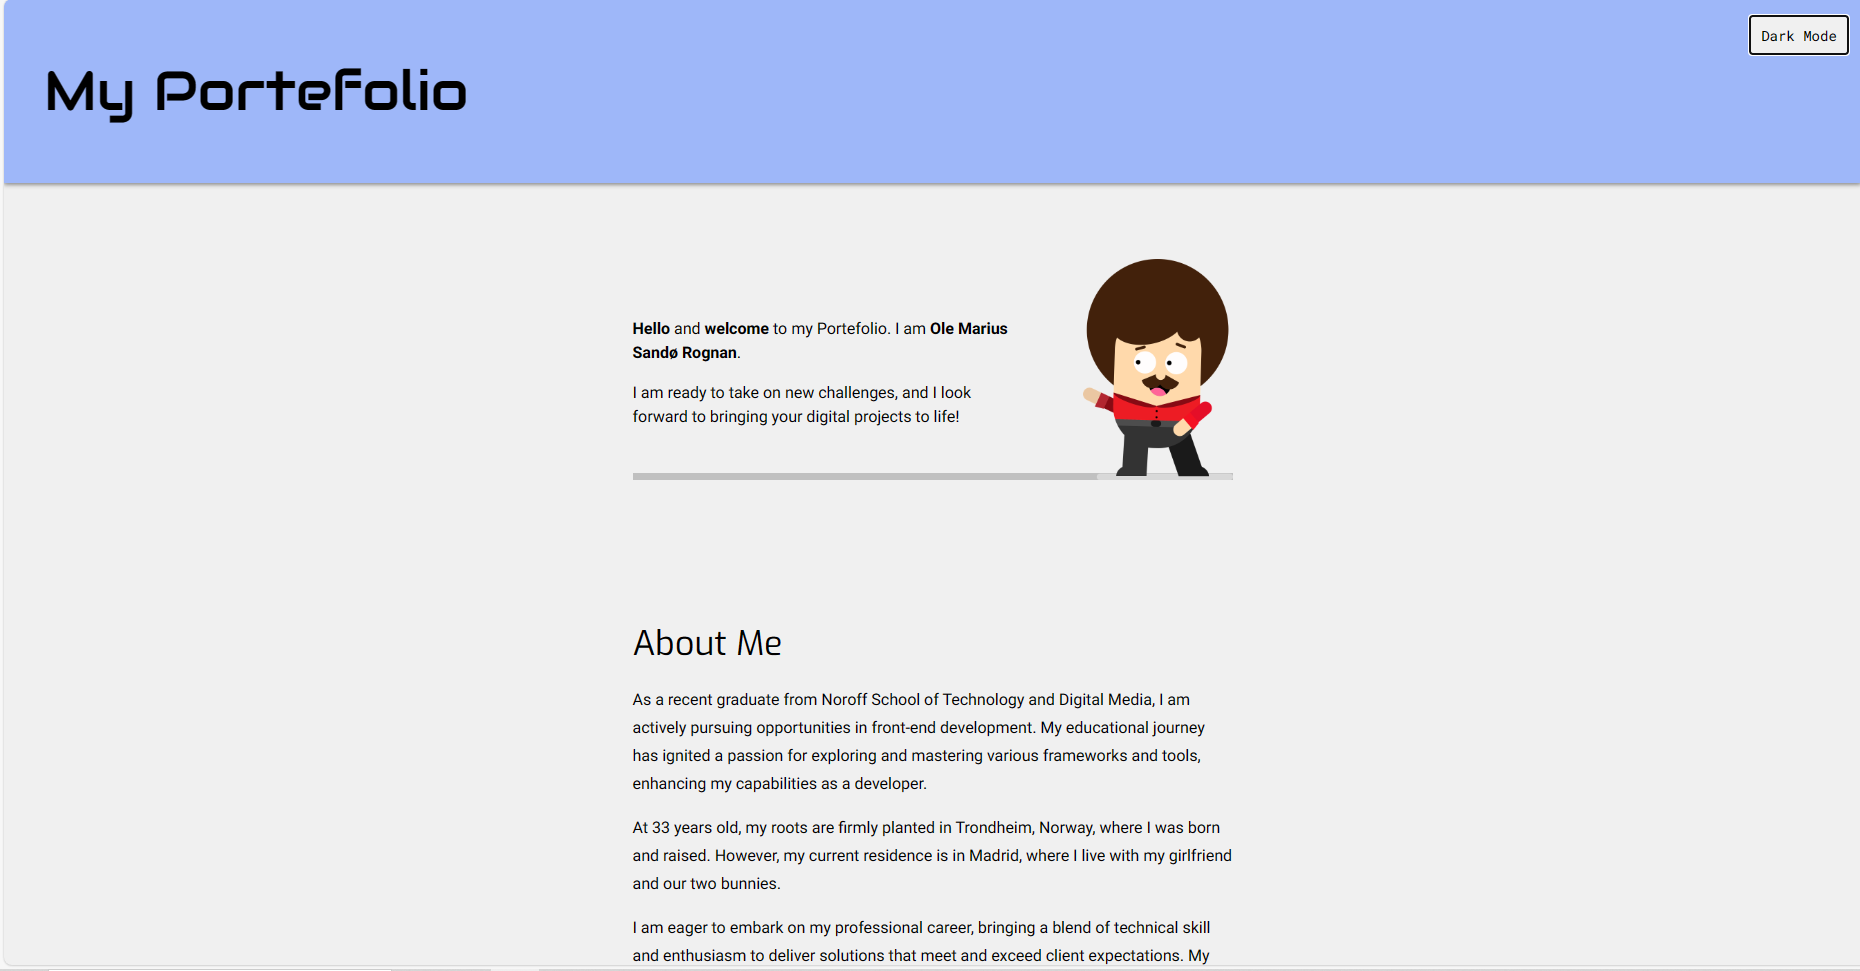 Dark Mode
My Portefolio
Hello and welcome to my Portefolio. I am Ole Marius
Sandø Rognan.
I am ready to take on new challenges, and I look
forward to bringing your digital projects to life!
About Me
As a recent graduate from Noroff School of Technology and Digital Media, I am
actively pursuing opportunities in front-end development. My educational journey
has ignited a passion for exploring and mastering various frameworks and tools,
enhancing my capabilities as a developer.
At 33 years old, my roots are firmly planted in Trondheim, Norway, where I was born
and raised. However, my current residence is in Madrid, where I live with my girlfriend
and our two bunnies.
I am eager to embark on my professional career, bringing a blend of technical skill
and enthusiasm to deliver solutions that meet and exceed client expectations. My